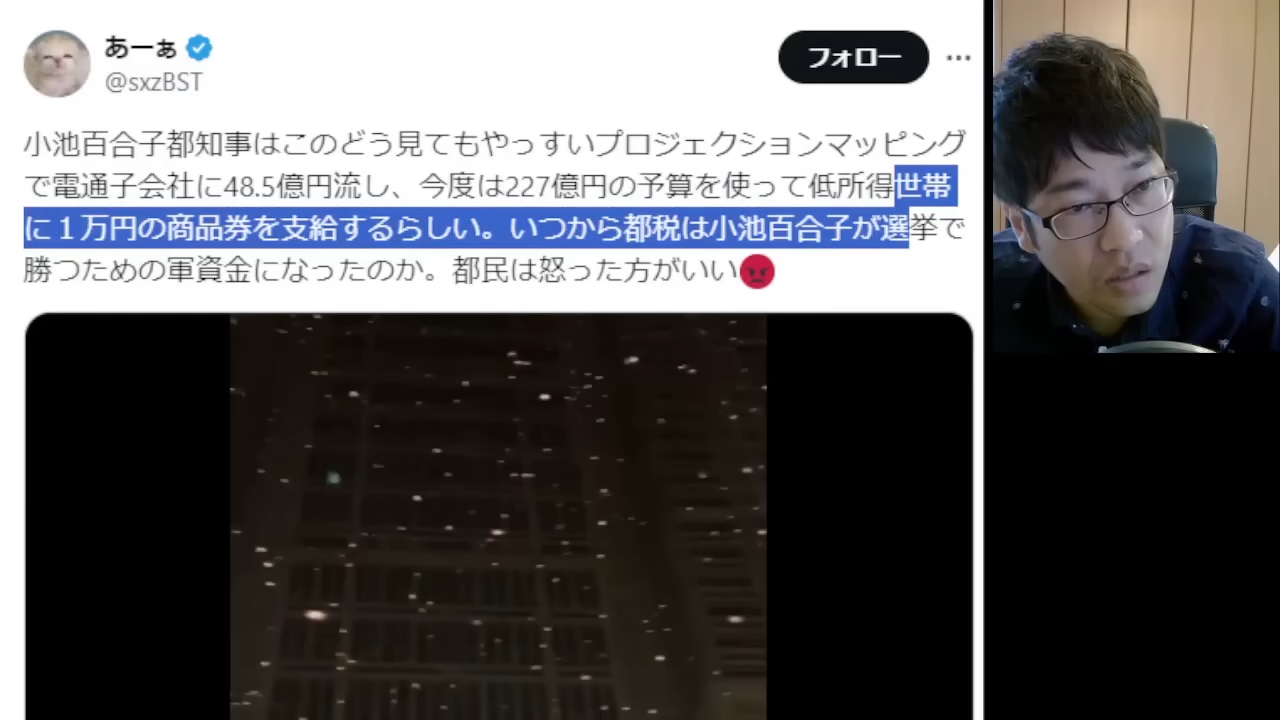 あーぁ
@sxzBST
フォロー
小池百合子都知事はこのどう見てもやっすいプロジェクションマッピング
で電通子会社に48.5億円流し、今度は227億円の予算を使って低所得世帯
に１万円の商品券を支給するらしい。いつから都税は小池百合子が選挙で
勝つための軍資金になったのか。都民は怒った方がいい